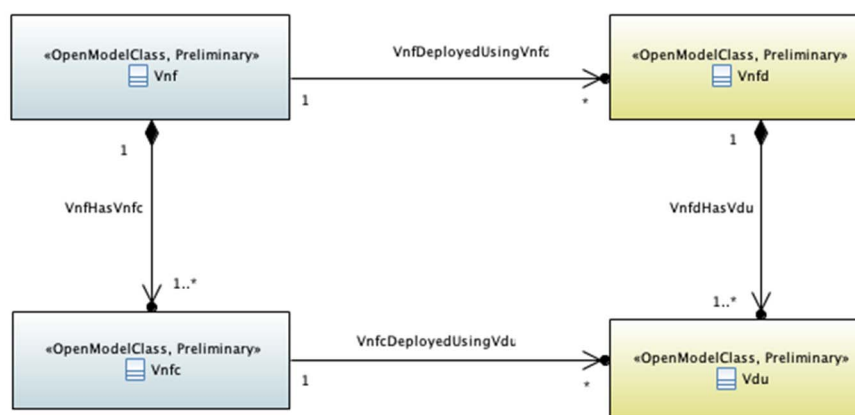 «OpenModelClass, Preliminary»
Vnf
VnfDeployedUsingVnfc
1
*
«OpenModelClass, Preliminary»
Vnfd
1
VnfHasVnfc
1..*
1
VnfdHasVdu
1..*
«OpenModelClass, Preliminary»
Vnfc
VnfcDeployedUsingVdu
1
*
«OpenModelClass, Preliminary»
Vdu